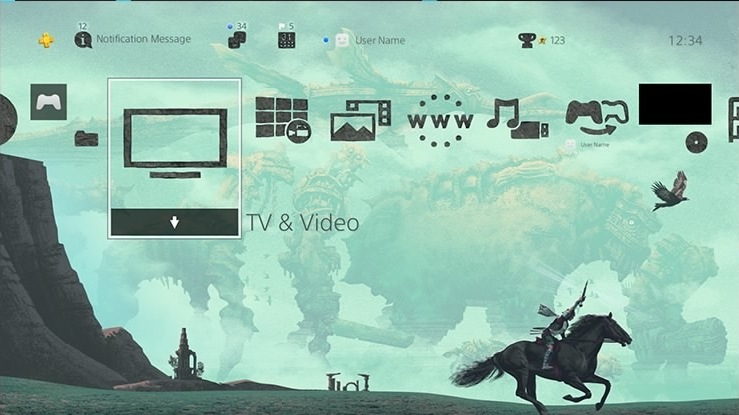 12
Notification Message
34
5
User Name
123
12:34
www
User Name
TV & Video